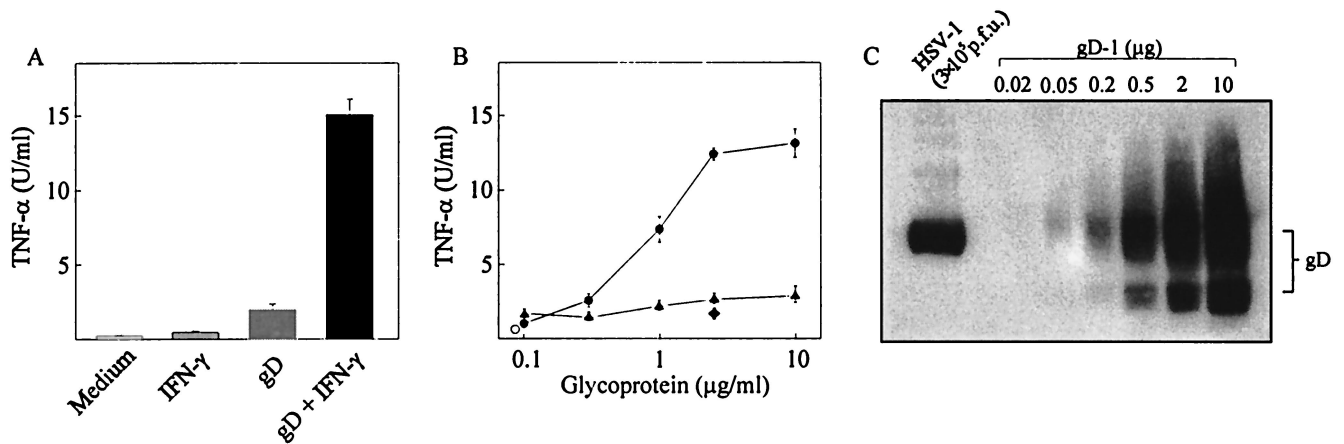 A
TNF-α (U/ml)
15
10
5
Medium
IFN-γ
gD
gD + IFN-γ
B
TNF-α (U/ml)
15
10
5
0.1
1
10
Glycoprotein (μg/ml)
C
HSV-1
(3×10⁵p.f.u.)
gD-1 (μg)
0.02 0.05 0.2 0.5 2 10
gD